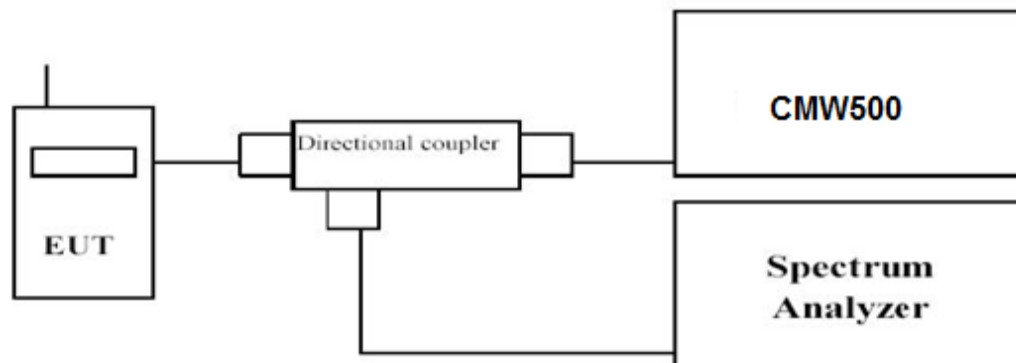 CMW500
Directional coupler
EUT
Spectrum
Analyzer